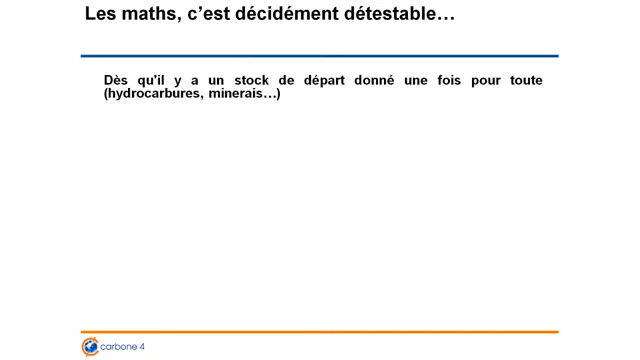 Les maths, c’est décidément détestable…
Dès qu'il y a un stock de départ donné une fois pour toute
(hydrocarbures, minerais…)
carbone 4